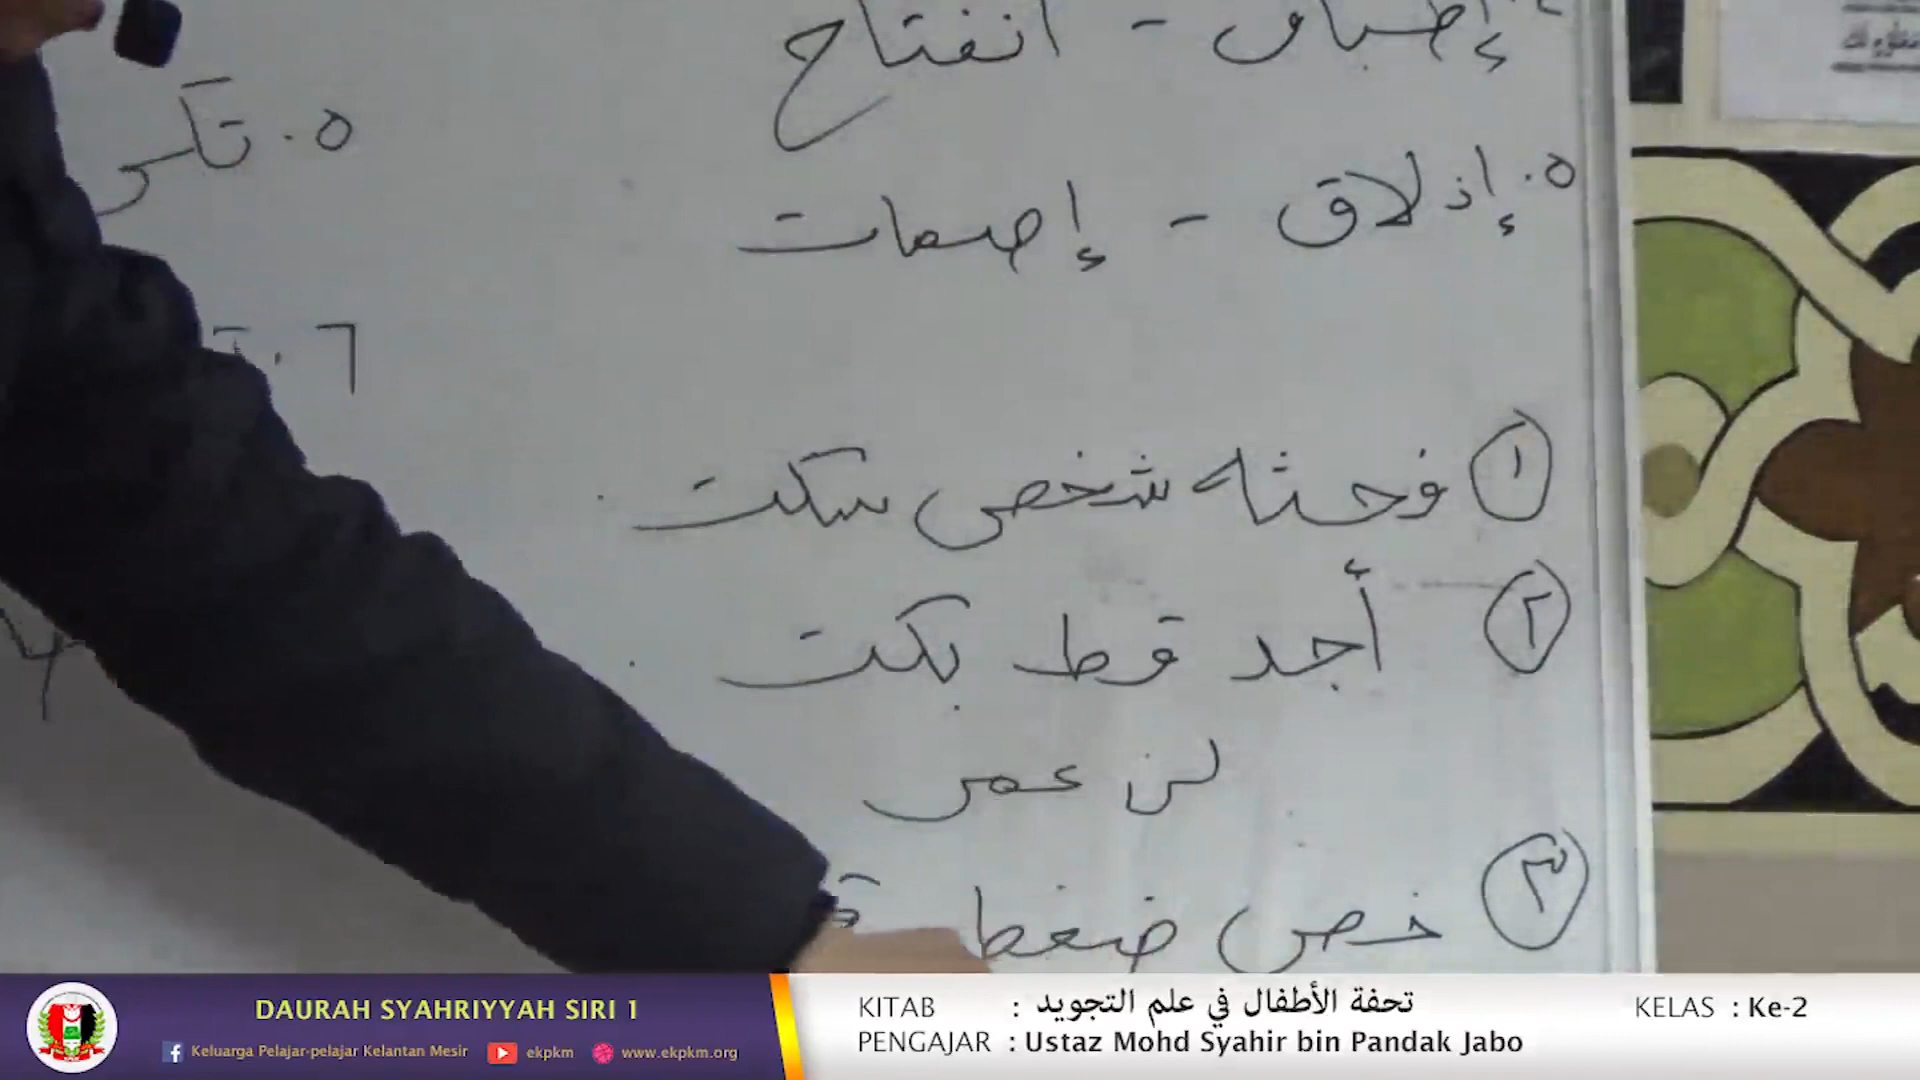 إطباق - انفتاح
٥. إذلاق - إصمات
① فحثه شخص سكت
② أجد قط بكت
لن عمر
③ خص ضغط
٥. تكر
٦.
DAURAH SYAHRIYYAH SIRI 1
Keluarga Pelajar-pelajar Kelantan Mesir ekpkm www.ekpkm.org
KITAB : تحفة الأطفال في علم التجويد
PENGAJAR : Ustaz Mohd Syahir bin Pandak Jabo
KELAS : Ke-2